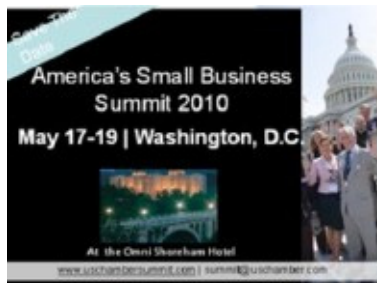 Save The
Date
America's Small Business
Summit 2010
May 17-19 | Washington, D.C.
At the Omni Shoreham Hotel
www.uschambersummit.com | summit@uschamber.com